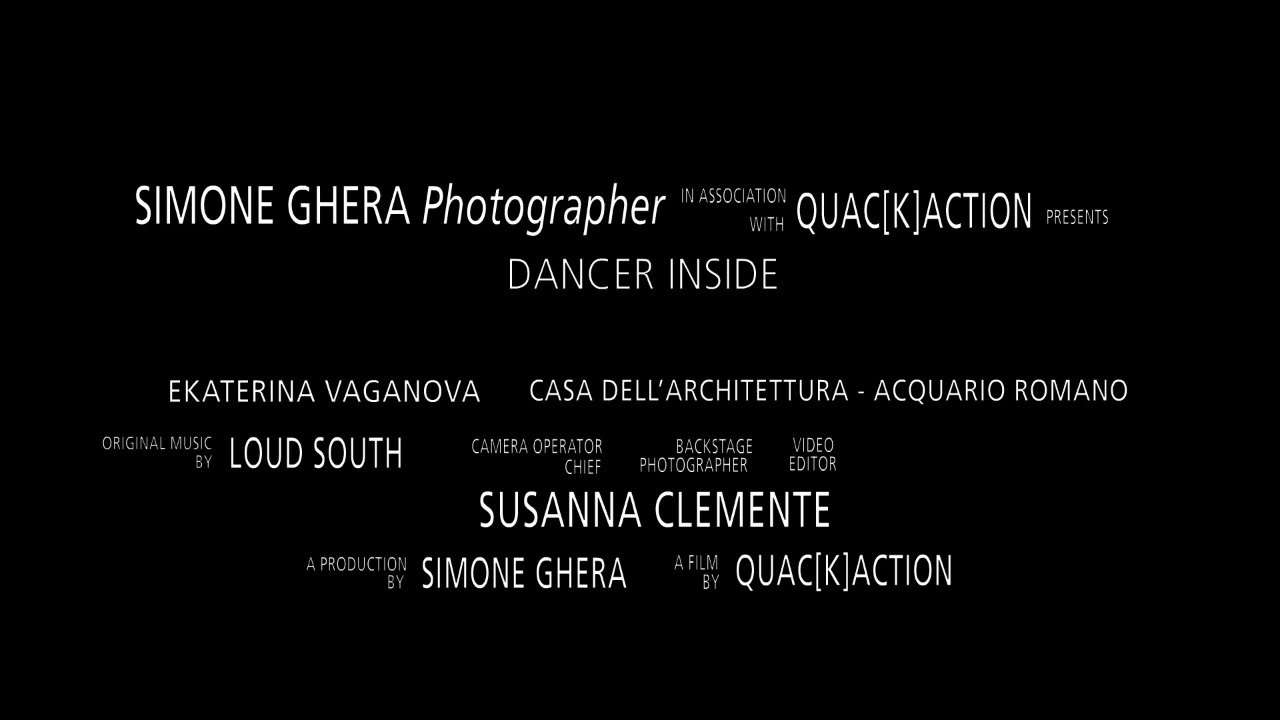 SIMONE GHERA Photographer IN ASSOCIATION WITH QUAC[K]ACTION PRESENTS
DANCER INSIDE
EKATERINA VAGANOVA CASA DELL'ARCHITETTURA - ACQUARIO ROMANO
ORIGINAL MUSIC BY LOUD SOUTH CAMERA OPERATOR CHIEF BACKSTAGE PHOTOGRAPHER VIDEO EDITOR
SUSANNA CLEMENTE
A PRODUCTION BY SIMONE GHERA A FILM BY QUAC[K]ACTION